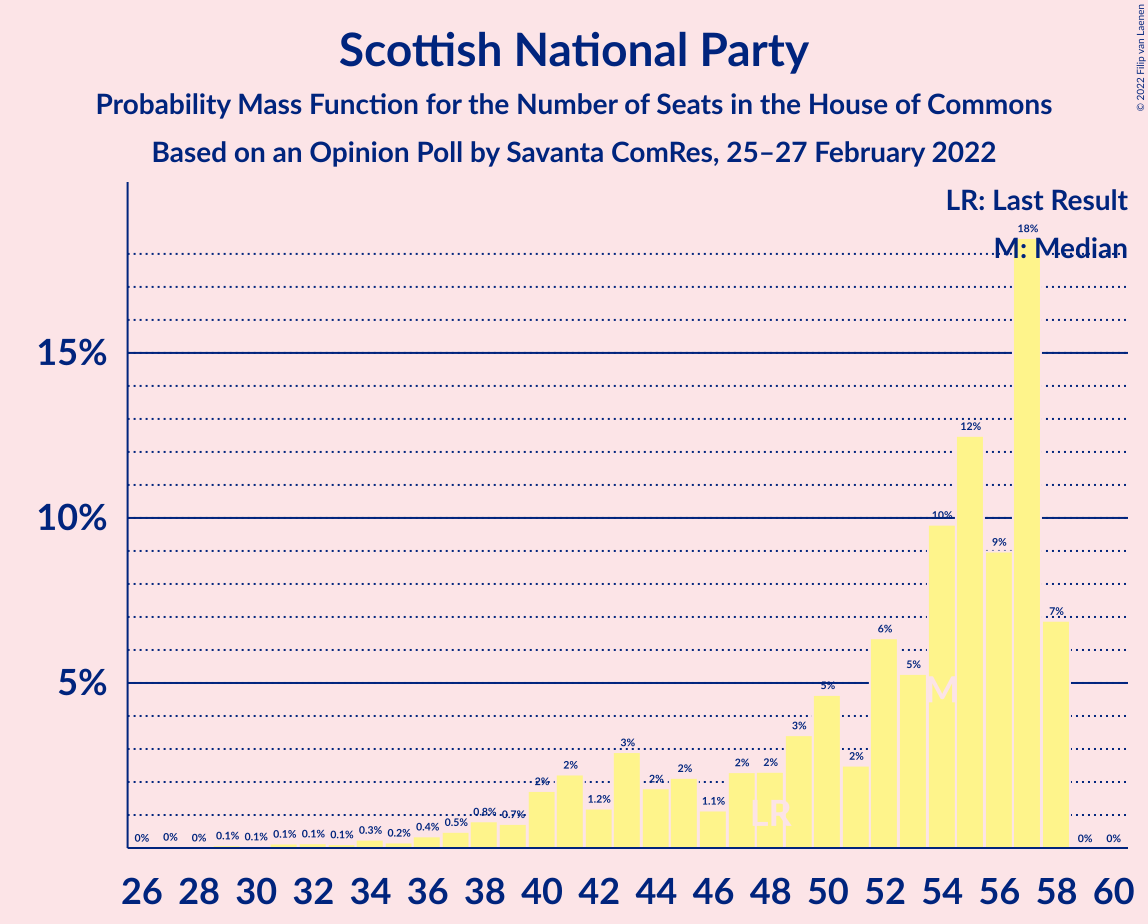 Scottish National Party
Probability Mass Function for the Number of Seats in the House of Commons
Based on an Opinion Poll by Savanta ComRes, 25–27 February 2022
© 2022 Filip van Laenen
LR: Last Result
M: Median
15%
10%
5%
0% 0% 0% 0.1% 0.1% 0.1% 0.1% 0.1% 0.3% 0.2% 0.4% 0.5% 0.8% 0.7% 2% 2% 1.2% 3% 2% 2% 1.1% 2% 2% 3% 5% 2% 6% 5% 10% 12% 9% 18% 7% 0% 0%
LR
M
26 28 30 32 34 36 38 40 42 44 46 48 50 52 54 56 58 60